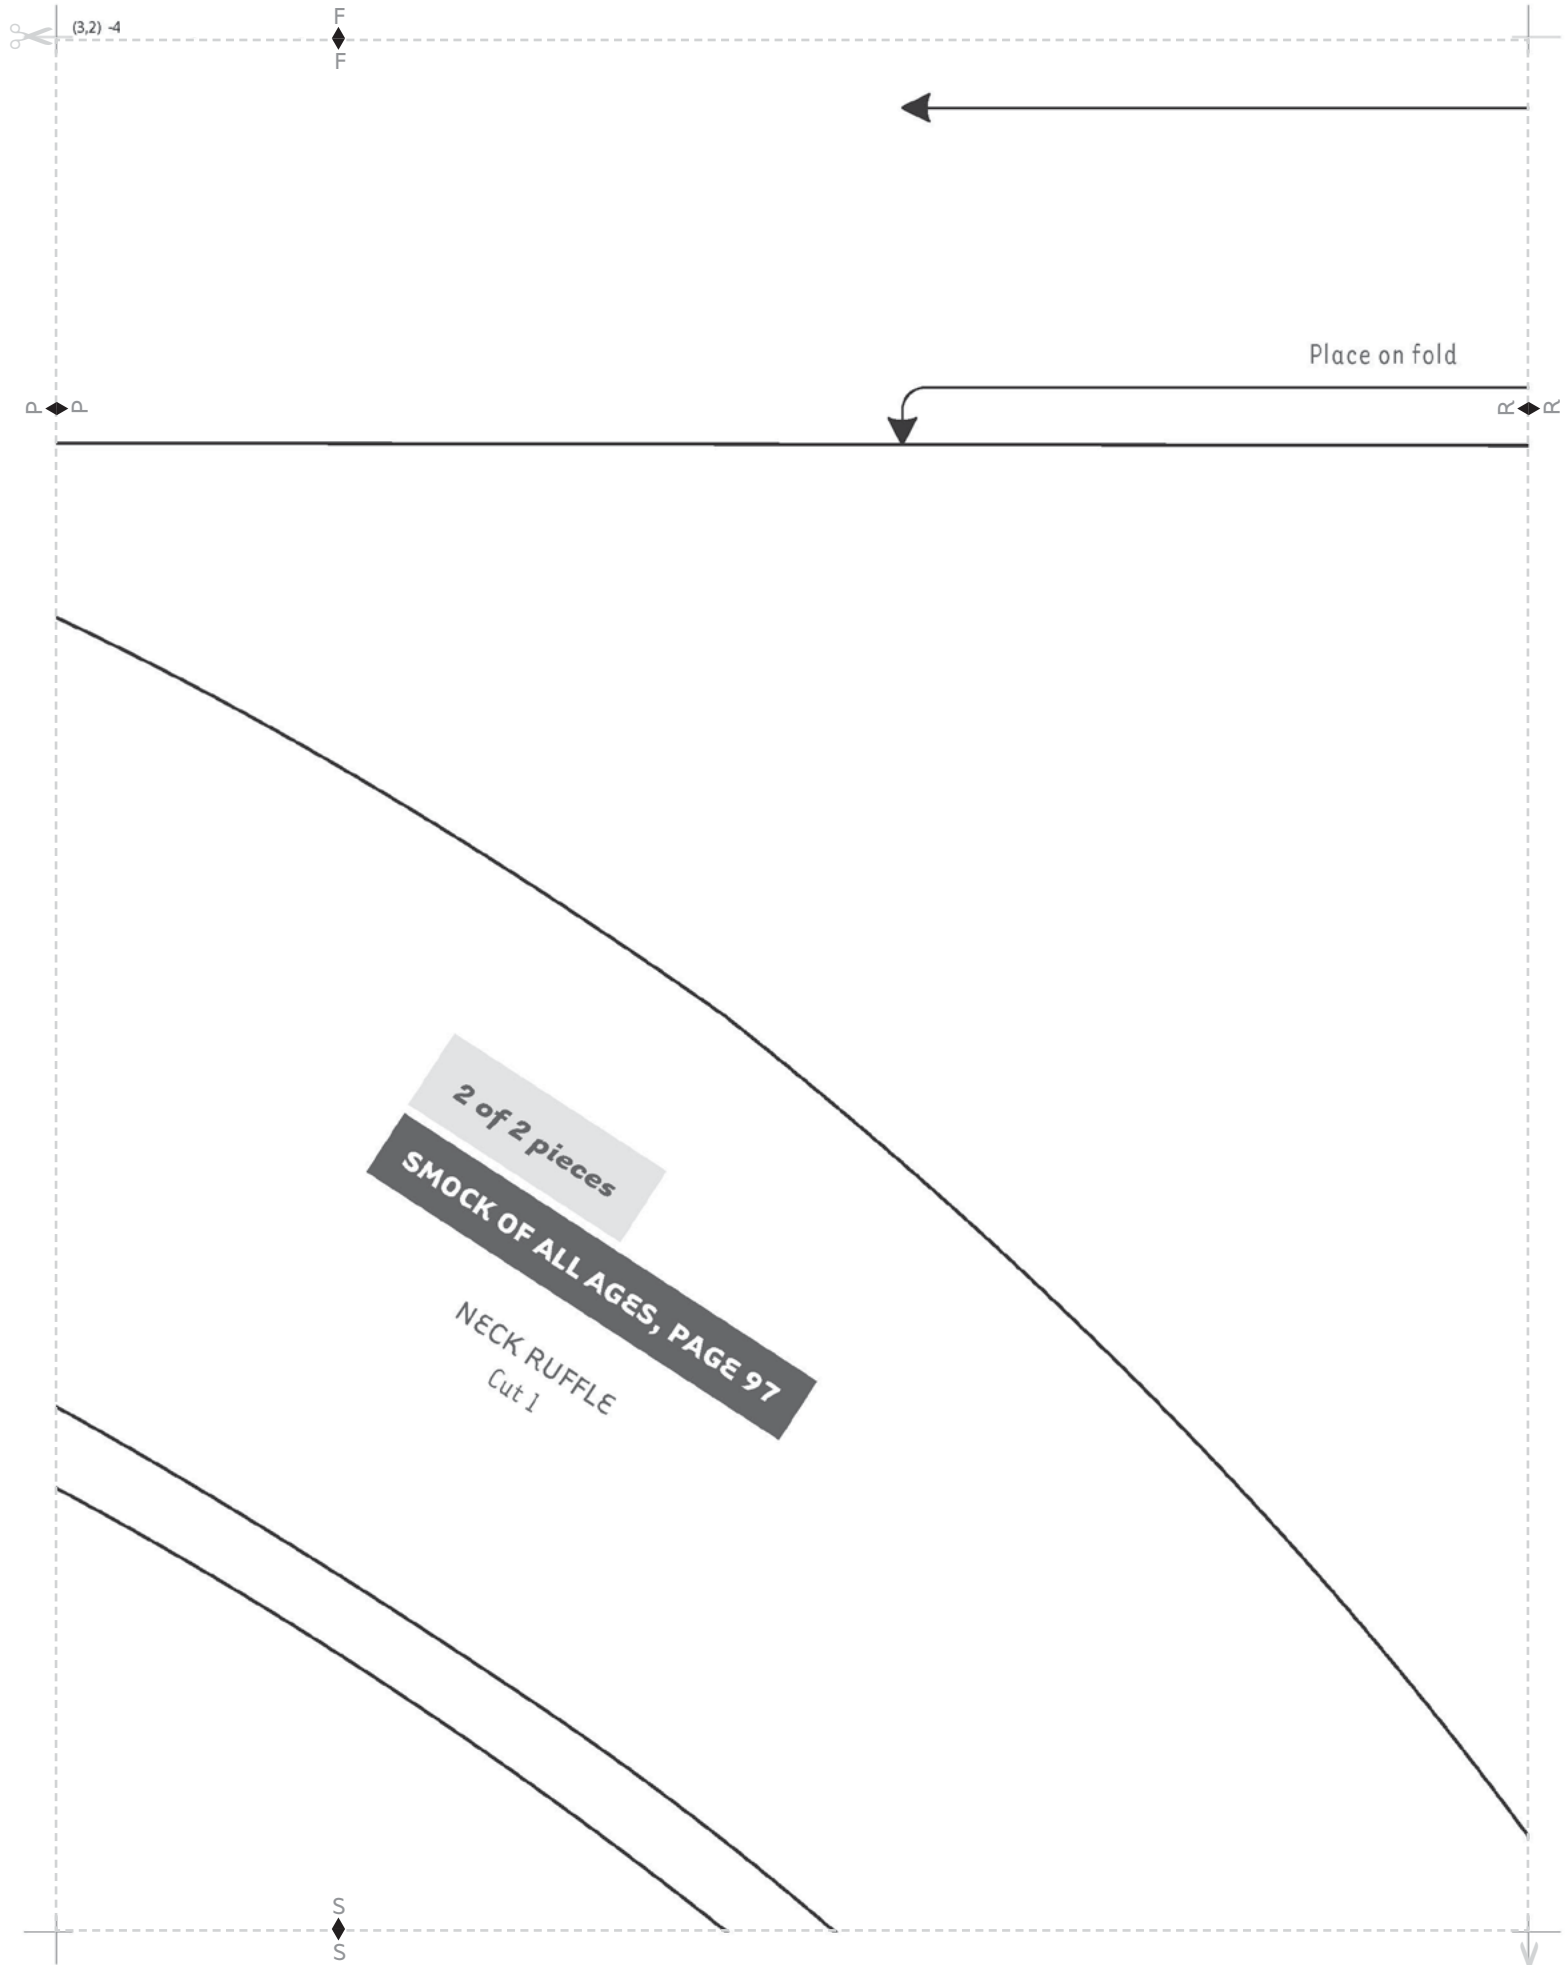 (3,2) -4
F
F
Place on fold
P P
R R
2 of 2 pieces
SMOCK OF ALL AGES, PAGE 97
NECK RUFFLE
Cut 1
S
S